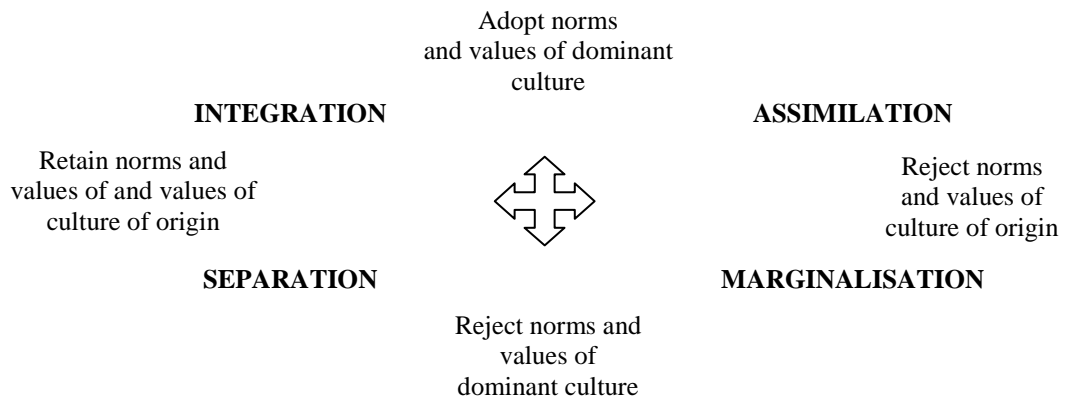 Adopt norms
and values of dominant
culture
INTEGRATION
ASSIMILATION
Retain norms and
values of and values of
culture of origin
Reject norms
and values of
culture of origin
SEPARATION
MARGINALISATION
Reject norms and
values of
dominant culture